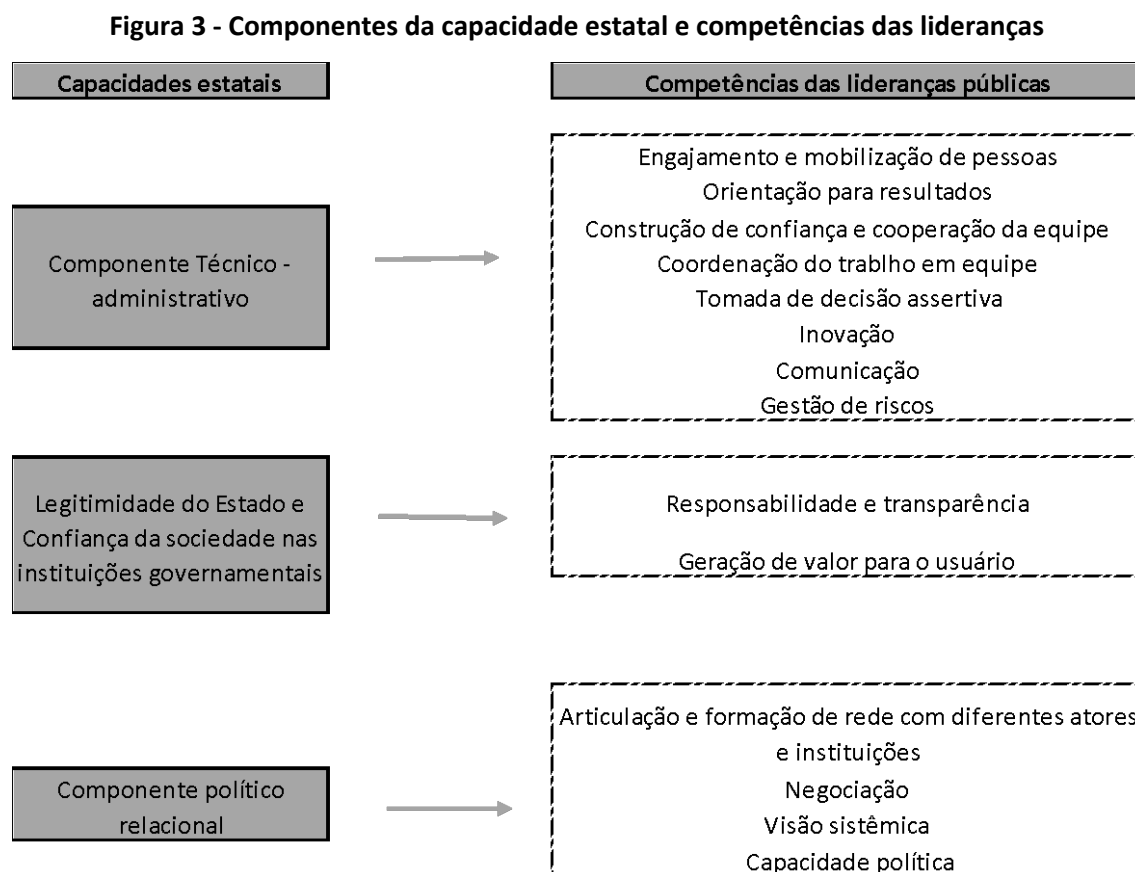 Figura 3 - Componentes da capacidade estatal e competências das lideranças
Capacidades estatais
Competências das lideranças públicas
Componente Técnico -
administrativo
Engajamento e mobilização de pessoas
Orientação para resultados
Construção de confiança e cooperação da equipe
Coordenação do trablho em equipe
Tomada de decisão assertiva
Inovação
Comunicação
Gestão de riscos
Legitimidade do Estado e
Confiança da sociedade nas
instituições governamentais
Responsabilidade e transparência
Geração de valor para o usuário
Componente político
relacional
Articulação e formação de rede com diferentes atores
e instituições
Negociação
Visão sistêmica
Capacidade política